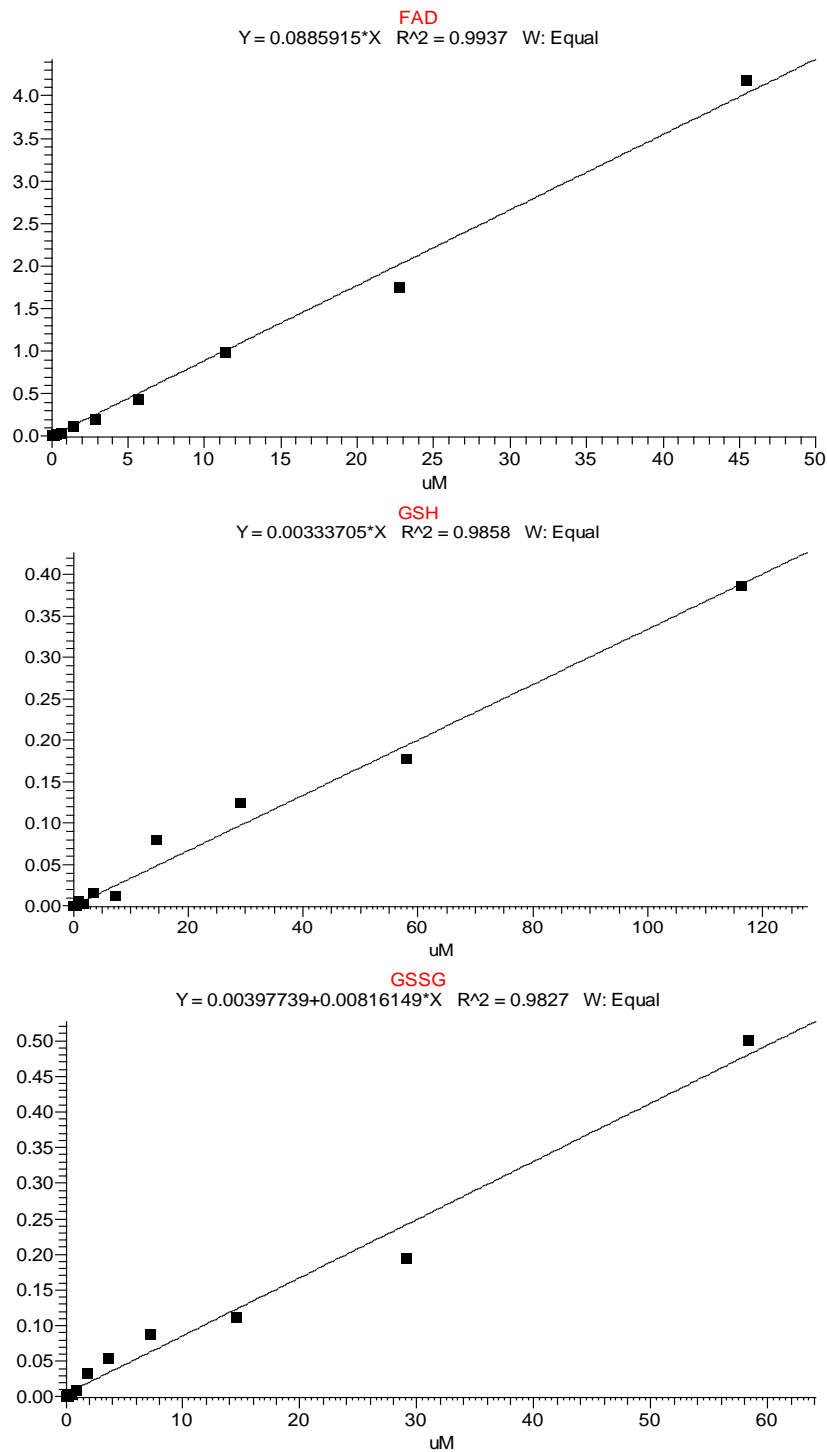 FAD
Y = 0.0885915*X R^2 = 0.9937 W: Equal
4.0
3.5
3.0
2.5
2.0
1.5
1.0
0.5
0.0
0 5 10 15 20 25 30 35 40 45 50
uM
GSH
Y = 0.00333705*X R^2 = 0.9858 W: Equal
0.40
0.35
0.30
0.25
0.20
0.15
0.10
0.05
0.00
0 20 40 60 80 100 120
uM
GSSG
Y = 0.00397739+0.00816149*X R^2 = 0.9827 W: Equal
0.50
0.45
0.40
0.35
0.30
0.25
0.20
0.15
0.10
0.05
0.00
0 10 20 30 40 50 60
uM